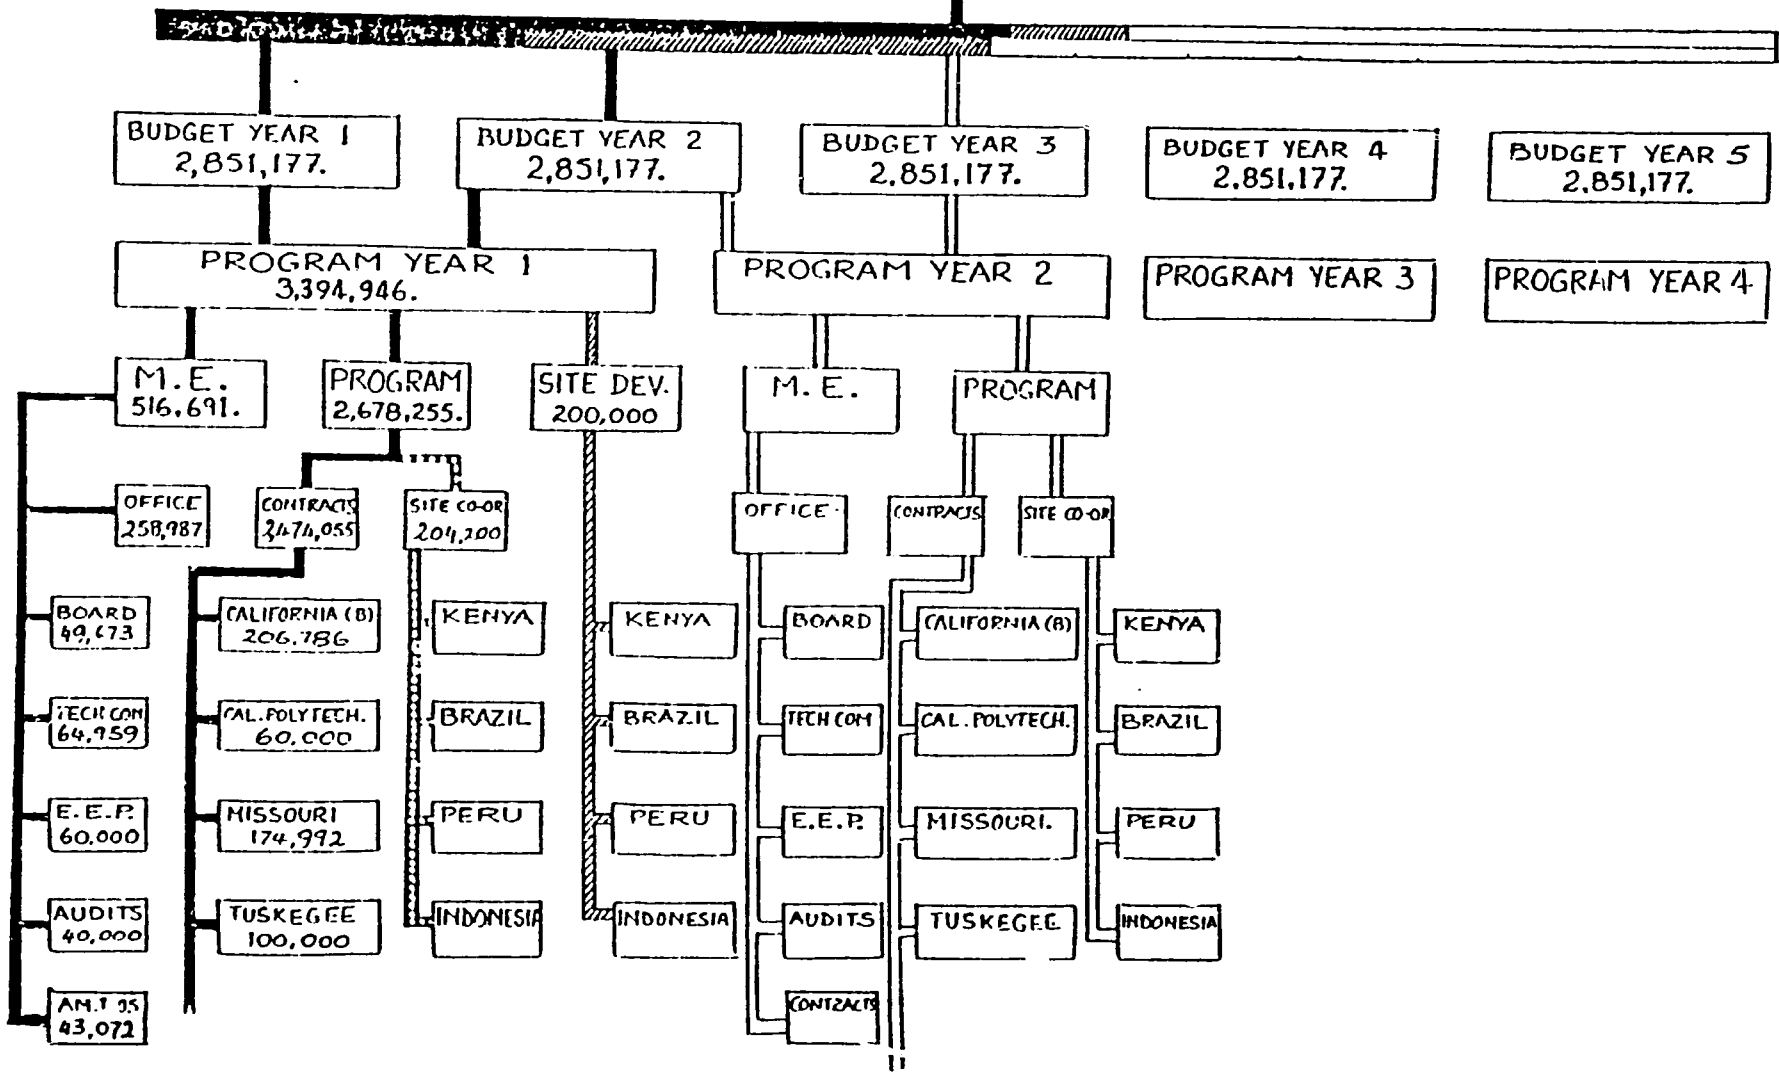 BUDGET YEAR 1
2,851,177.
BUDGET YEAR 2
2,851,177.
BUDGET YEAR 3
2,851,177.
BUDGET YEAR 4
2,851,177.
BUDGET YEAR 5
2,851,177.
PROGRAM YEAR 1
3,394,946.
PROGRAM YEAR 2
PROGRAM YEAR 3
PROGRAM YEAR 4
M.E.
516,691.
PROGRAM
2,678,255.
SITE DEV.
200,000
M.E.
PROGRAM
OFFICE
258,987
CONTRACTS
2,474,055
SITE CO-OR
204,200
OFFICE
CONTRACTS
SITE CO-OR
BOARD
49,673
CALIFORNIA (B)
206.786
KENYA
KENYA
BOARD
CALIFORNIA (B)
KENYA
TECH COM
64,959
CAL. POLYTECH.
60,000
BRAZIL
BRAZIL
TECH COM
CAL. POLYTECH.
BRAZIL
E.E.P.
60,000
MISSOURI
174,992
PERU
PERU
E.E.P.
MISSOURI.
PERU
AUDITS
40,000
TUSKEGEE
100,000
INDONESIA
INDONESIA
AUDITS
TUSKEGEE
INDONESIA
43,072
CONTRACTS